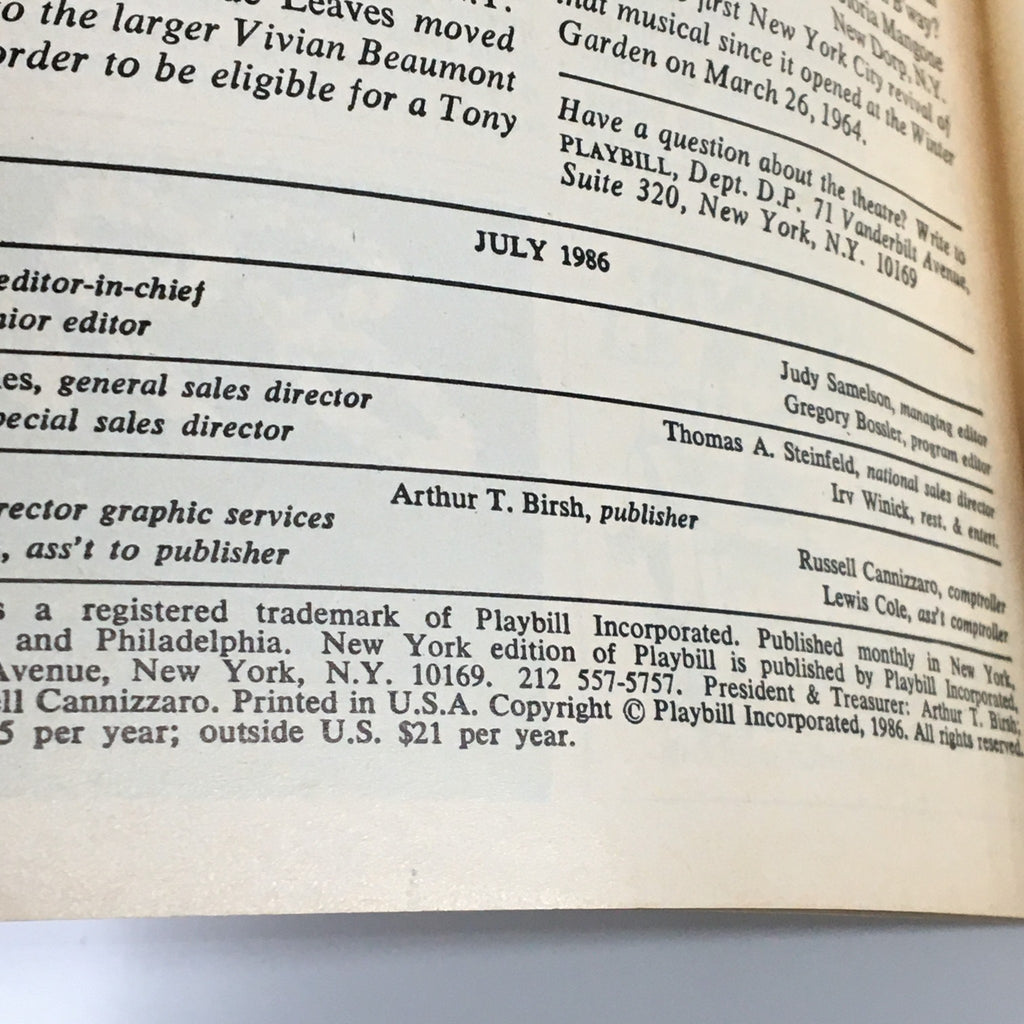 Leaves moved
to the larger Vivian Beaumont
order to be eligible for a Tony
B'way?
Mangone
New Dorp, N.Y.
first New York City revival of
that musical since it opened at the Winter
Garden on March 26, 1964.
Have a question about the theatre? Write to
PLAYBILL, Dept. D.P. 71 Vanderbilt Avenue,
Suite 320, New York, N.Y. 10169
JULY 1986
editor-in-chief
nior editor
Judy Samelson, managing editor
Gregory Bossler, program editor
es, general sales director
pecial sales director
Thomas A. Steinfeld, national sales director
Irv Winick, rest. & entert.
Arthur T. Birsh, publisher
rector graphic services
, ass't to publisher
Russell Cannizzaro, comptroller
Lewis Cole, ass't comptroller
s a registered trademark of Playbill Incorporated. Published monthly in New York,
and Philadelphia. New York edition of Playbill is published by Playbill Incorporated,
Avenue, New York, N.Y. 10169. 212 557-5757. President & Treasurer: Arthur T. Birsh;
ll Cannizzaro. Printed in U.S.A. Copyright © Playbill Incorporated, 1986. All rights reserved.
5 per year; outside U.S. $21 per year.